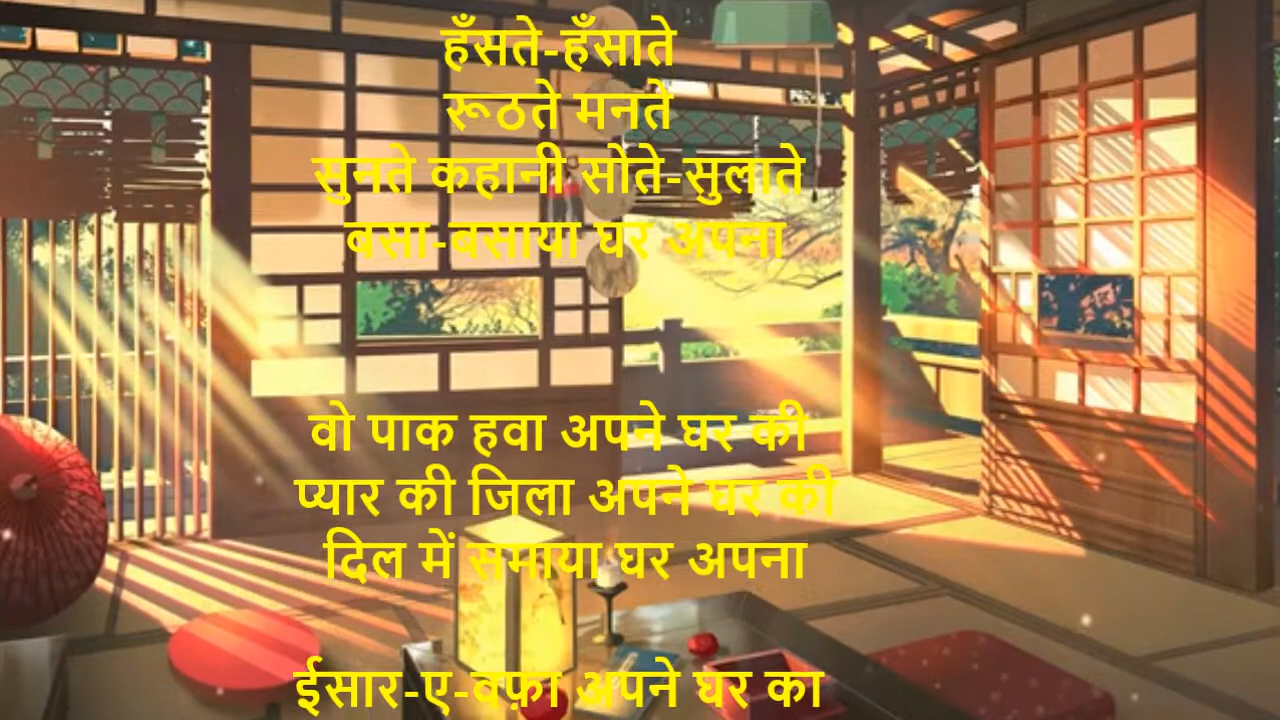 हँसते-हँसाते
रूठते मनते
सुनते कहानी सोते-सुलाते
बसा-बसाया घर अपना
वो पाक हवा अपने घर की
प्यार की जिला अपने घर की
दिल में समाया घर अपना
ईसार-ए-वफ़ा अपने घर का